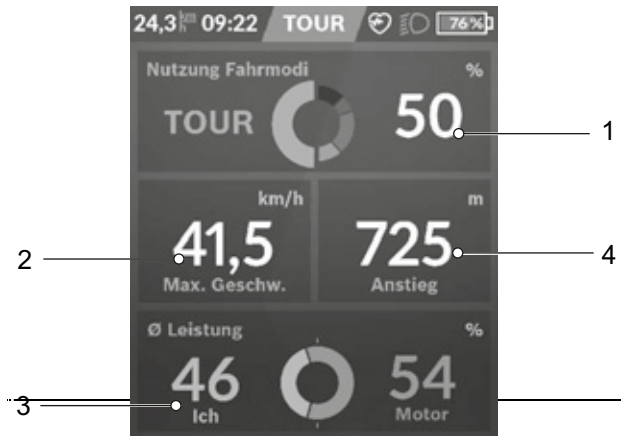 24,3 km/h 09:22 TOUR 76%
Nutzung Fahrmodi %
TOUR 50
1
km/h m
2 41,5 725 4
Max. Geschw. Anstieg
Ø Leistung %
46 54
3 Ich Motor